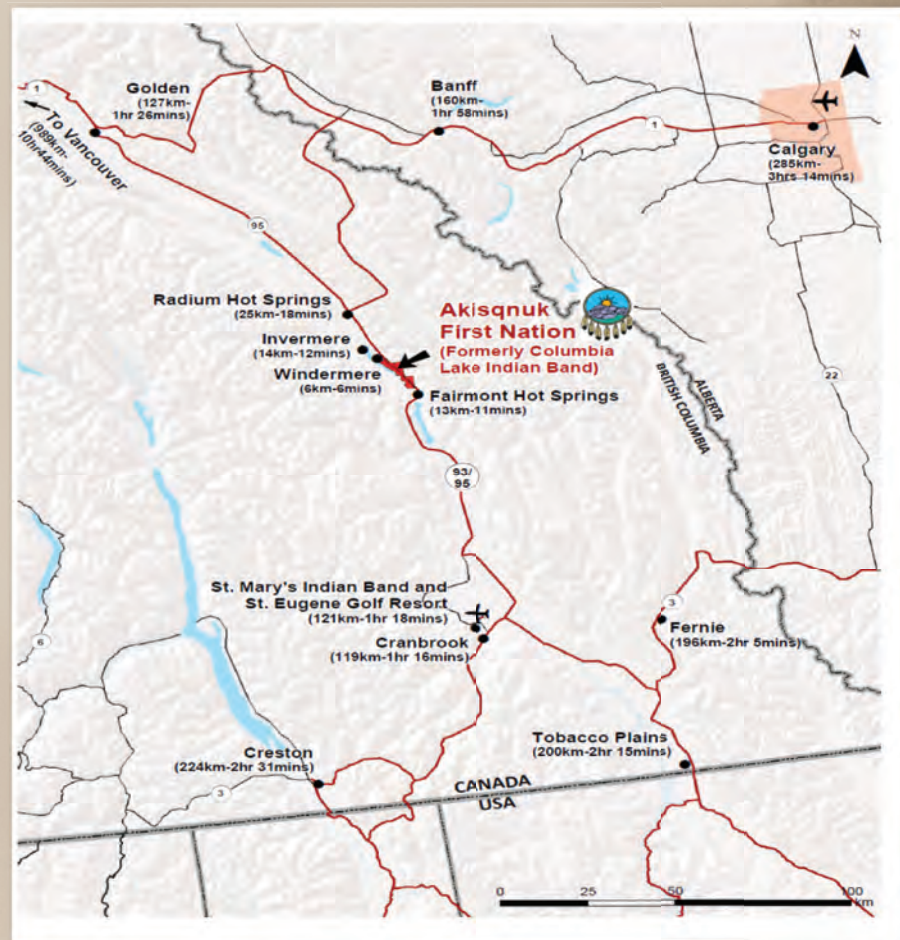 N
1
Golden
(127km-
1hr 26mins)
Banff
(160km-
1hr 58mins)
1
To Vancouver
(989km-
10hr44mins)
Calgary
(285km-
3hrs 14mins)
95
Radium Hot Springs
(25km-18mins)
Akisqnuk
First Nation
(Formerly Columbia
Lake Indian Band)
Invermere
(14km-12mins)
Windermere
(6km-6mins)
Fairmont Hot Springs
(13km-11mins)
ALBERTA
BRITISH COLUMBIA
22
93/
95
St. Mary's Indian Band and
St. Eugene Golf Resort
(121km-1hr 18mins)
Cranbrook
(119km-1hr 16mins)
3
Fernie
(196km-2hr 5mins)
6
Tobacco Plains
(200km-2hr 15mins)
Creston
(224km-2hr 31mins)
3
CANADA
USA
0 25 50 100
km